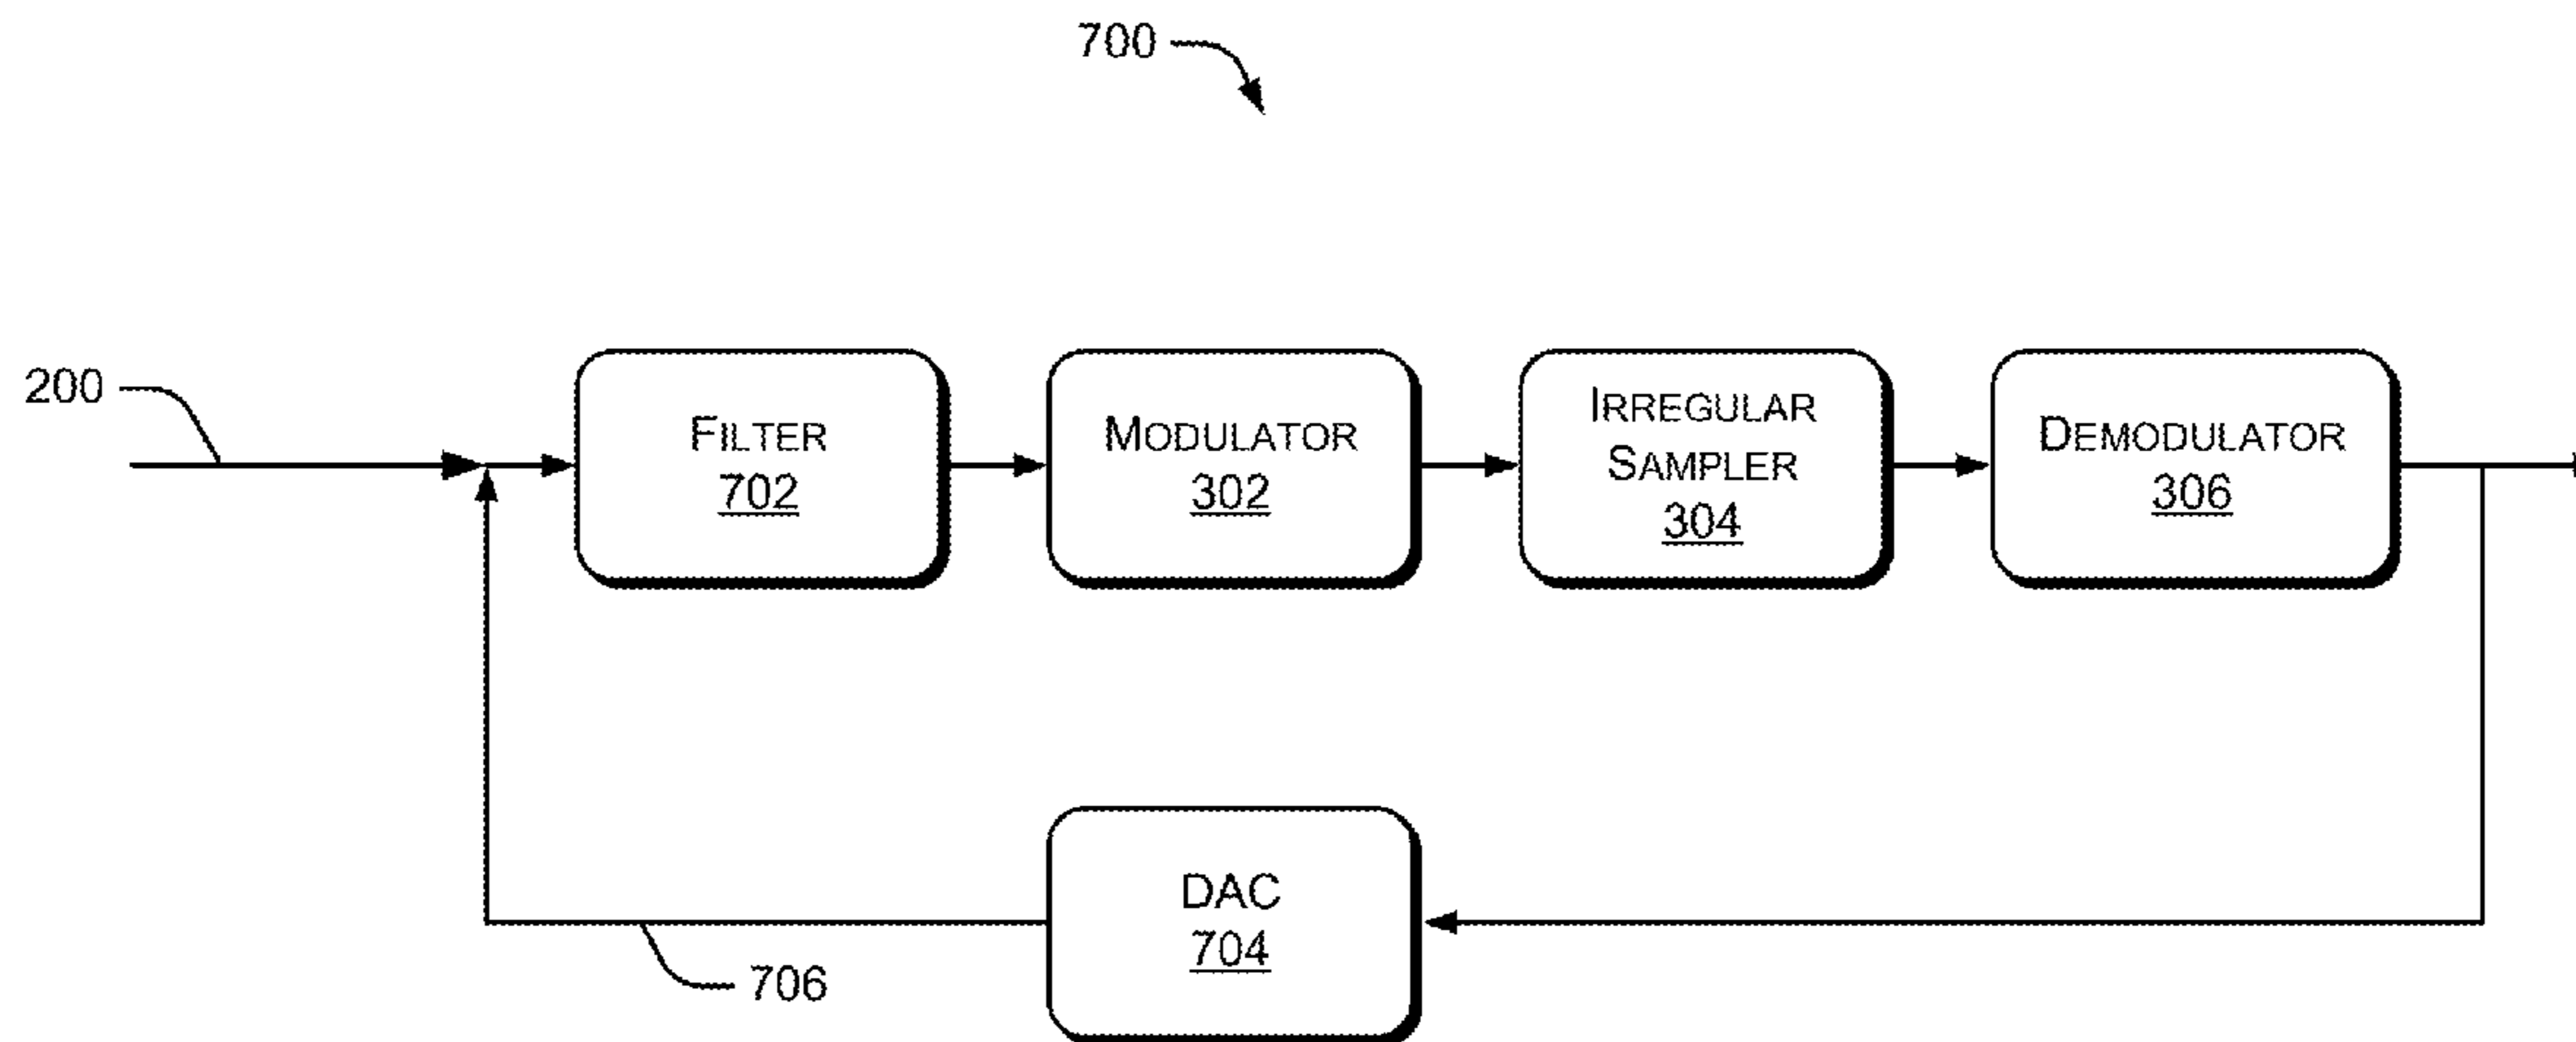 700
200
FILTER
702
MODULATOR
302
IRREGULAR
SAMPLER
304
DEMODULATOR
306
DAC
704
706